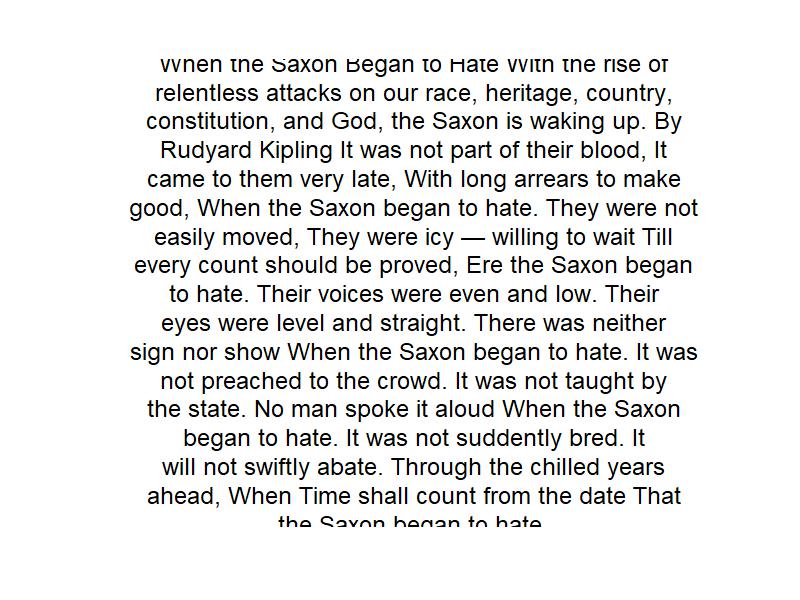 When the Saxon Began to Hate With the rise of
relentless attacks on our race, heritage, country,
constitution, and God, the Saxon is waking up. By
Rudyard Kipling It was not part of their blood, It
came to them very late, With long arrears to make
good, When the Saxon began to hate. They were not
easily moved, They were icy — willing to wait Till
every count should be proved, Ere the Saxon began
to hate. Their voices were even and low. Their
eyes were level and straight. There was neither
sign nor show When the Saxon began to hate. It was
not preached to the crowd. It was not taught by
the state. No man spoke it aloud When the Saxon
began to hate. It was not suddenly bred. It
will not swiftly abate. Through the chilled years
ahead, When Time shall count from the date That
the Saxon began to hate